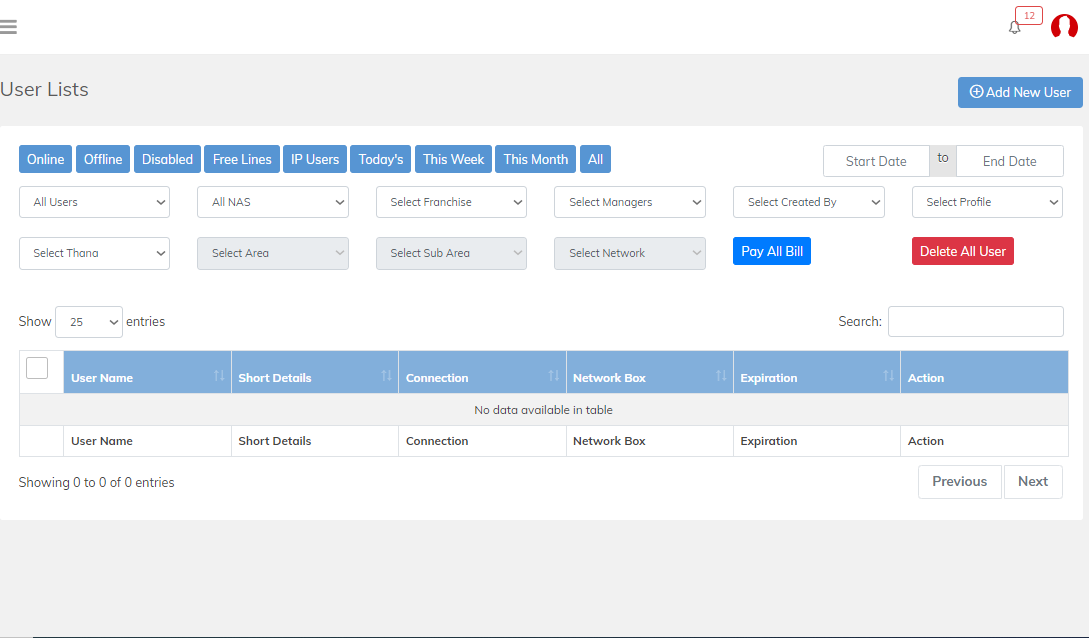 12
User Lists
Add New User
Online Offline Disabled Free Lines IP Users Today's This Week This Month All
Start Date to End Date
All Users All NAS Select Franchise Select Managers Select Created By Select Profile
Select Thana Select Area Select Sub Area Select Network Pay All Bill Delete All User
Show 25 entries Search:
User Name Short Details Connection Network Box Expiration Action
No data available in table
User Name Short Details Connection Network Box Expiration Action
Showing 0 to 0 of 0 entries Previous Next